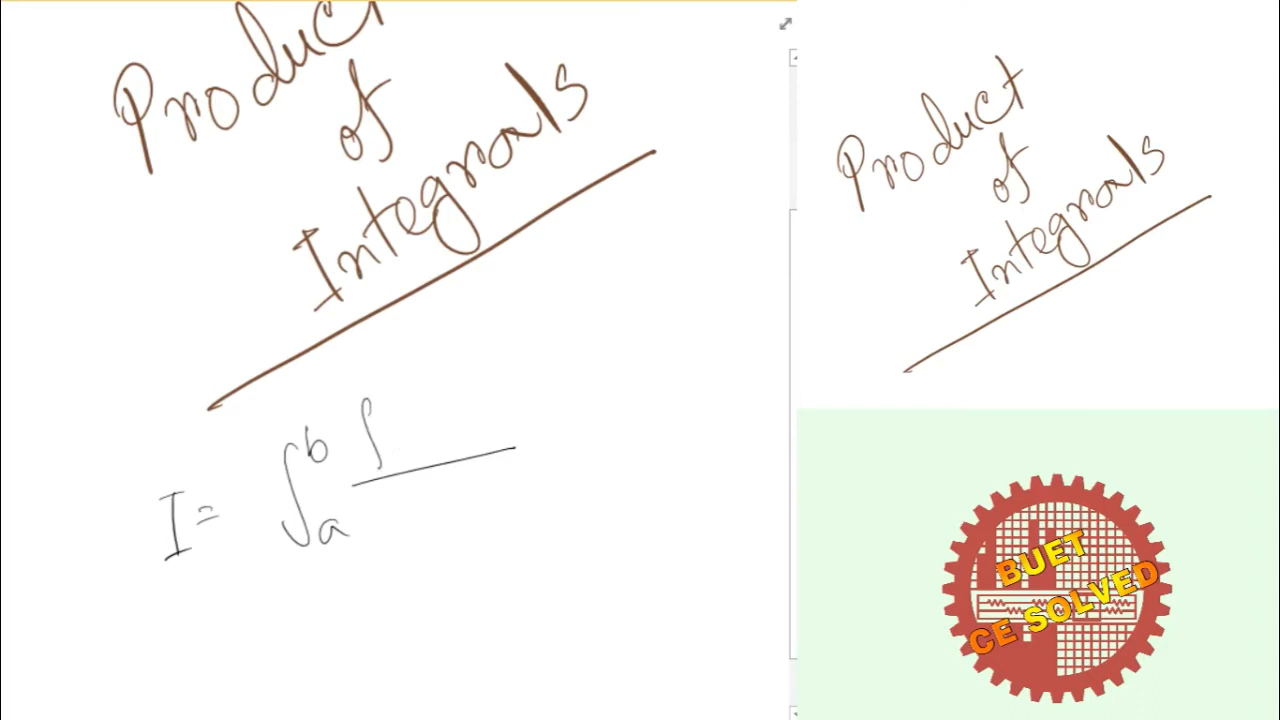 Product
of
Integrals
I = ∫ₐᵇ ∫
Product
of
Integrals
BUET
CE SOLVED